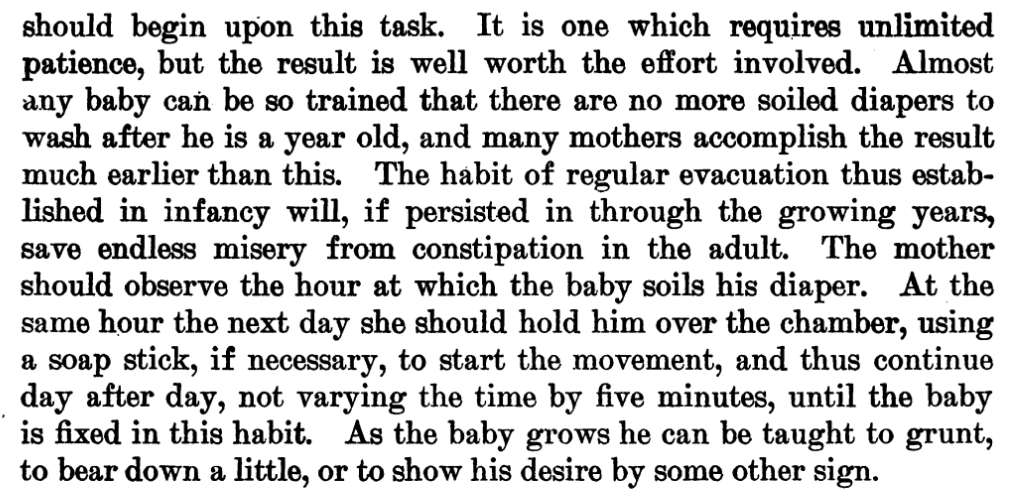 should begin upon this task. It is one which requires unlimited
patience, but the result is well worth the effort involved. Almost
any baby can be so trained that there are no more soiled diapers to
wash after he is a year old, and many mothers accomplish the result
much earlier than this. The habit of regular evacuation thus estab-
lished in infancy will, if persisted in through the growing years,
save endless misery from constipation in the adult. The mother
should observe the hour at which the baby soils his diaper. At the
same hour the next day she should hold him over the chamber, using
a soap stick, if necessary, to start the movement, and thus continue
day after day, not varying the time by five minutes, until the baby
is fixed in this habit. As the baby grows he can be taught to grunt,
to bear down a little, or to show his desire by some other sign.